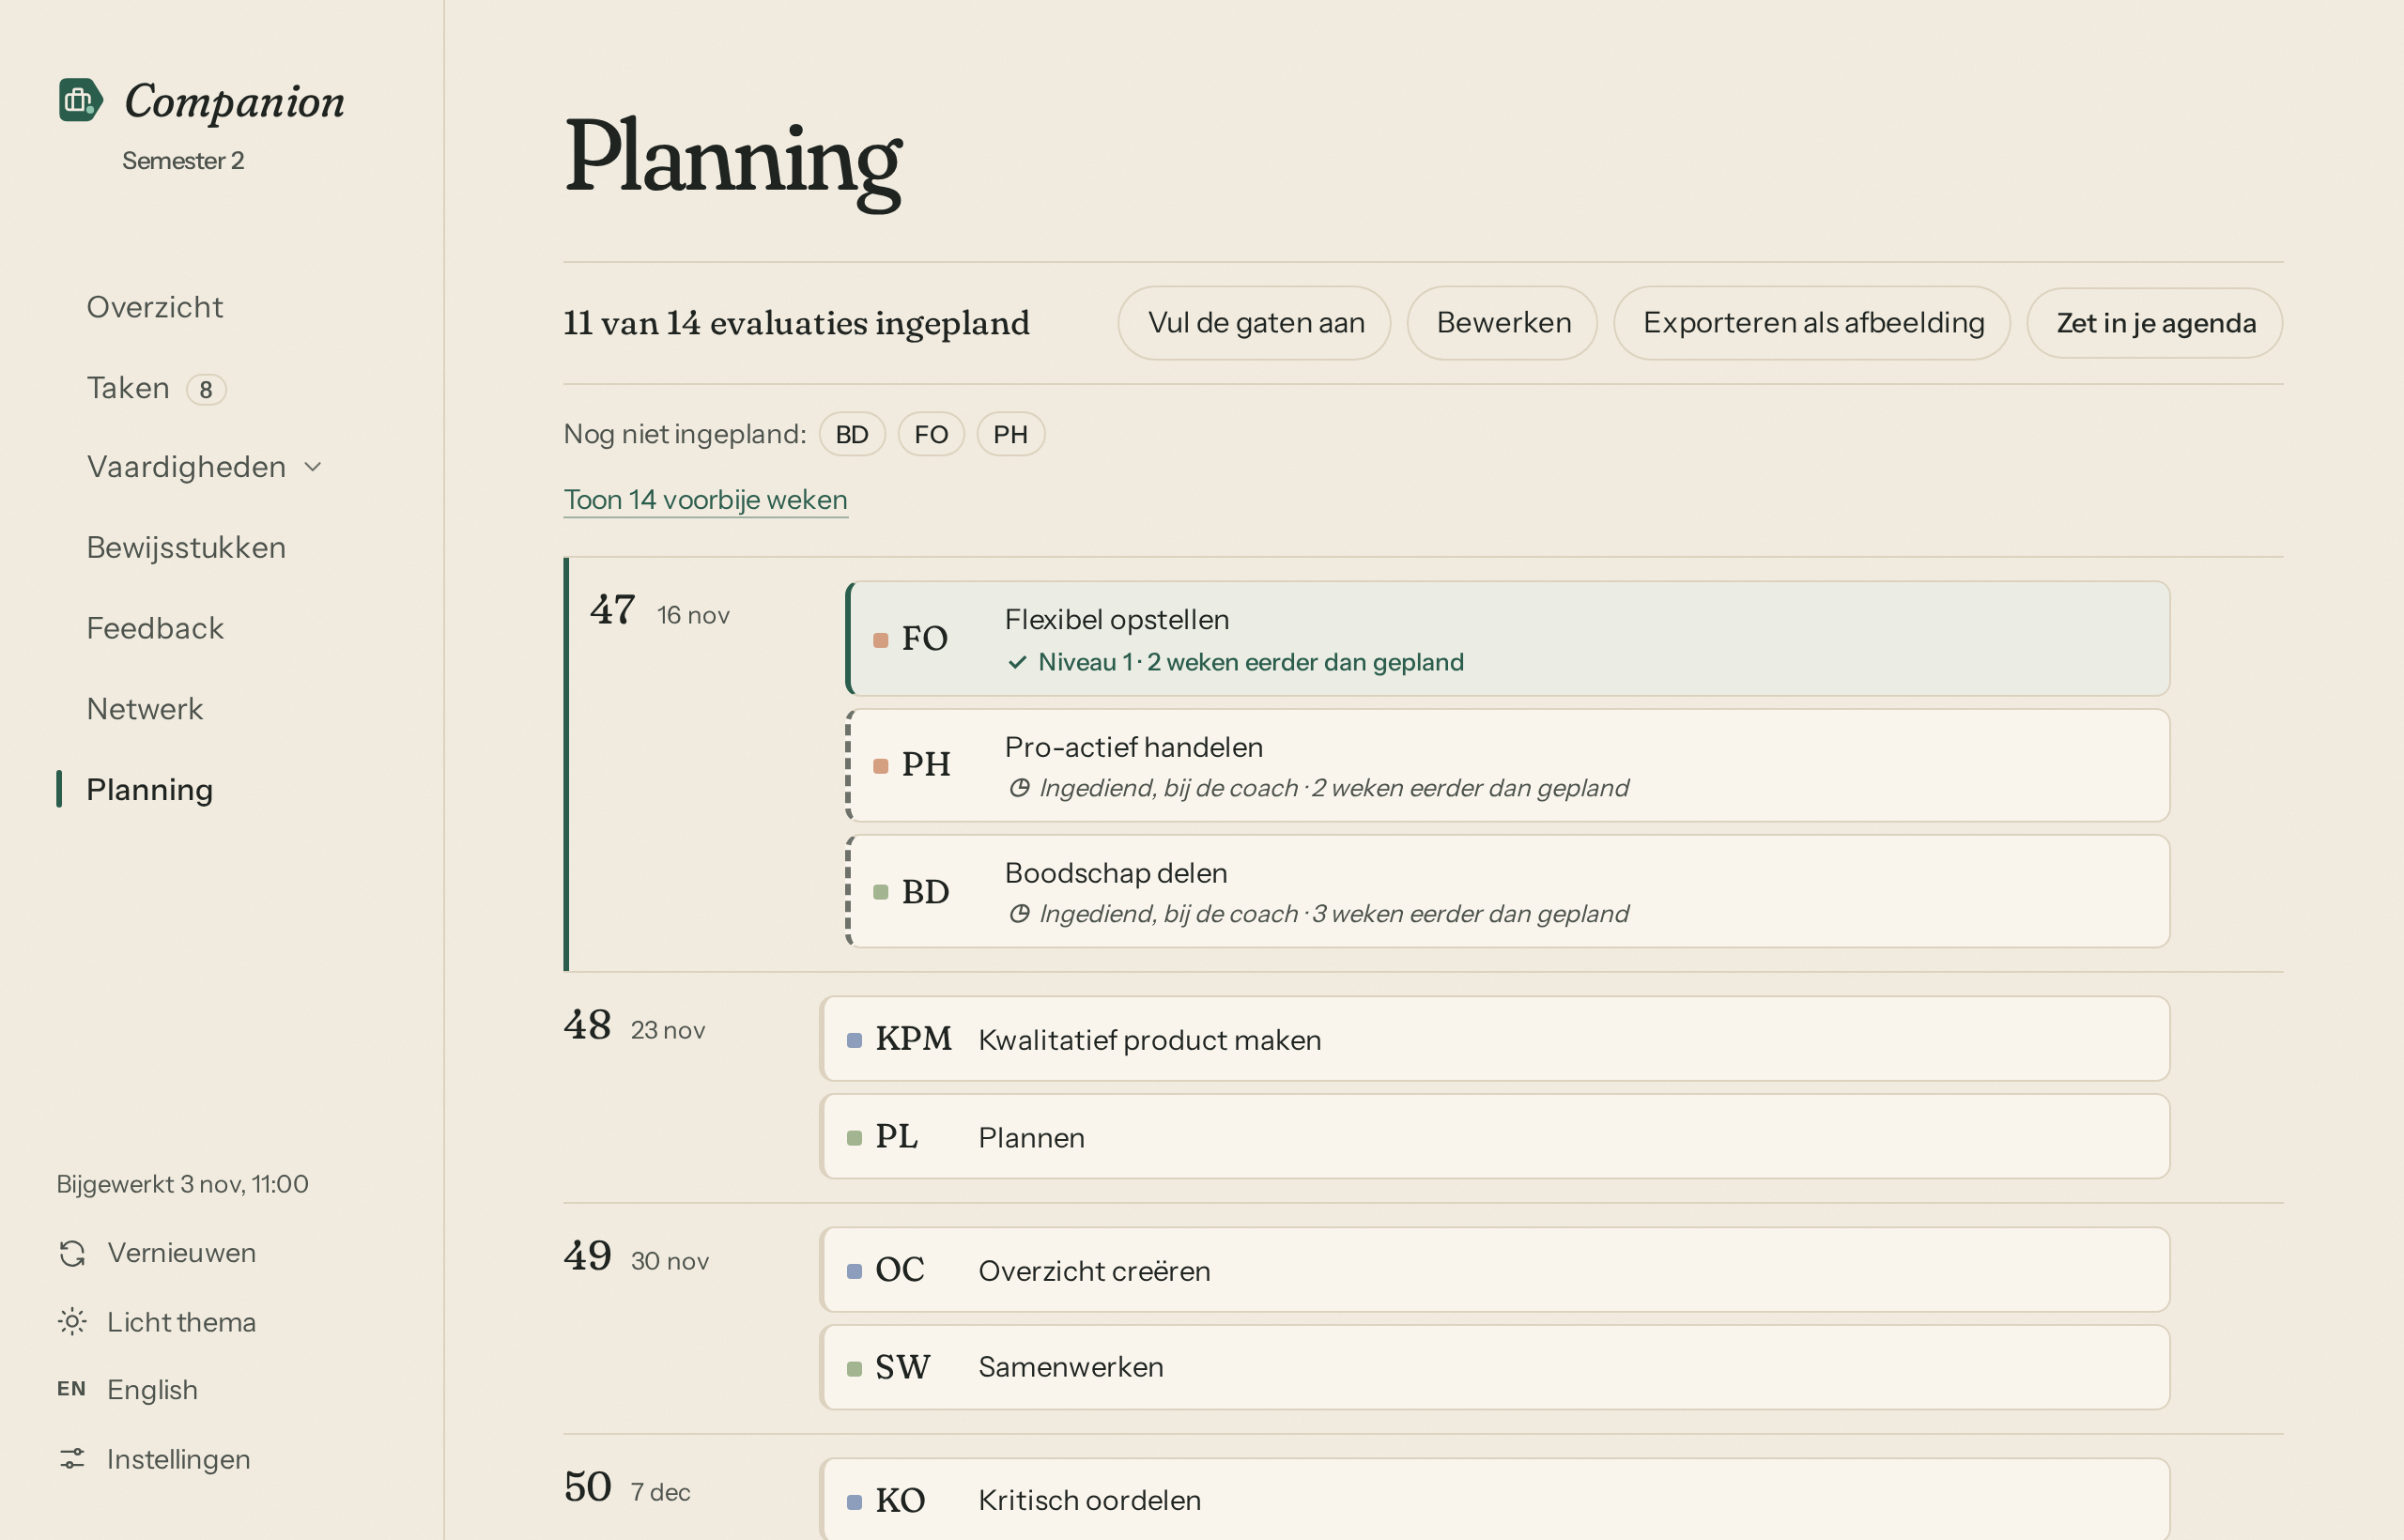 Companion
Semester 2
Overzicht
Taken 8
Vaardigheden
Bewijsstukken
Feedback
Netwerk
Planning
Bijgewerkt 3 nov, 11:00
Vernieuwen
Licht thema
EN English
Instellingen
Planning
11 van 14 evaluaties ingepland
Vul de gaten aan
Bewerken
Exporteren als afbeelding
Zet in je agenda
Nog niet ingepland: BD FO PH
Toon 14 voorbije weken
47 16 nov
FO Flexibel opstellen
Niveau 1 · 2 weken eerder dan gepland
PH Pro-actief handelen
Ingediend, bij de coach · 2 weken eerder dan gepland
BD Boodschap delen
Ingediend, bij de coach · 3 weken eerder dan gepland
48 23 nov
KPM Kwalitatief product maken
PL Plannen
49 30 nov
OC Overzicht creëren
SW Samenwerken
50 7 dec
KO Kritisch oordelen